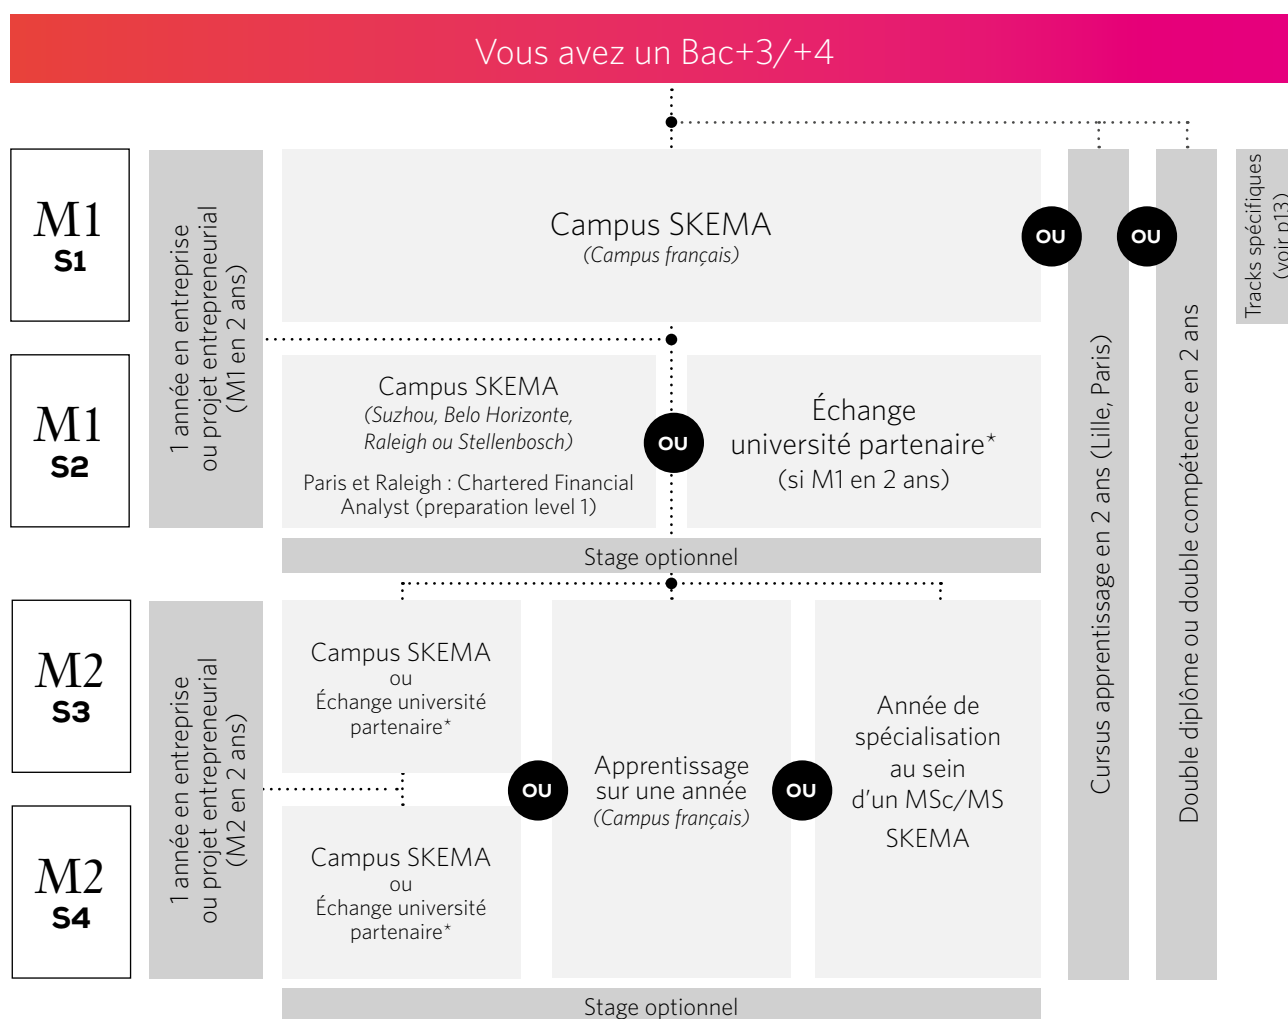 Vous avez un Bac+3/+4
M1
S1
1 année en entreprise
ou projet entrepreneurial
(M1 en 2 ans)
Campus SKEMA
(Campus français)
OU
OU
Cursus apprentissage en 2 ans (Lille, Paris)
Double diplôme ou double compétence en 2 ans
Tracks spécifiques
(voir p13)
M1
S2
Campus SKEMA
(Suzhou, Belo Horizonte,
Raleigh ou Stellenbosch)
Paris et Raleigh : Chartered Financial
Analyst (preparation level 1)
OU
Échange
université partenaire*
(si M1 en 2 ans)
Stage optionnel
M2
S3
1 année en entreprise
ou projet entrepreneurial
(M2 en 2 ans)
Campus SKEMA
ou
Échange université
partenaire*
OU
Apprentissage
sur une année
(Campus français)
OU
Année de
spécialisation
au sein
d'un MSc/MS
SKEMA
M2
S4
Campus SKEMA
ou
Échange université
partenaire*
Stage optionnel